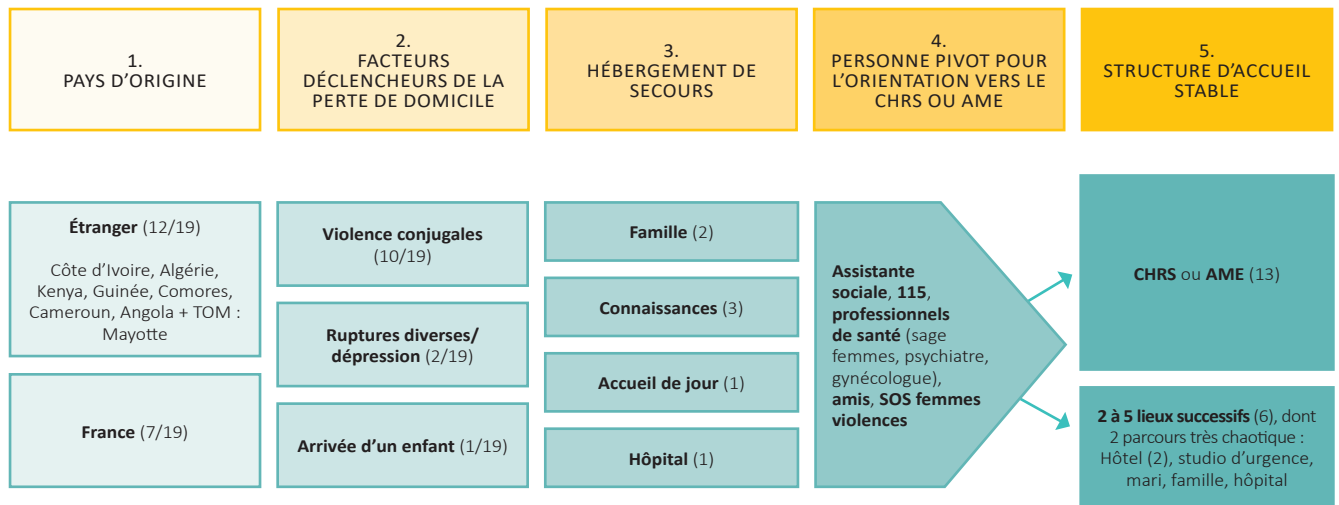 1.
PAYS D’ORIGINE
2.
FACTEURS
DÉCLENCHEURS DE LA
PERTE DE DOMICILE
3.
HÉBERGEMENT DE
SECOURS
4.
PERSONNE PIVOT POUR
L’ORIENTATION VERS LE
CHRS OU AME
5.
STRUCTURE D’ACCUEIL
STABLE
Étranger (12/19)
Côte d’Ivoire, Algérie,
Kenya, Guinée, Comores,
Cameroun, Angola + TOM :
Mayotte
France (7/19)
Violence conjugales
(10/19)
Ruptures diverses/
dépression (2/19)
Arrivée d’un enfant (1/19)
Famille (2)
Connaissances (3)
Accueil de jour (1)
Hôpital (1)
Assistante
sociale, 115,
professionnels
de santé (sage
femmes, psychiatre,
gynécologue),
amis, SOS femmes
violences
CHRS ou AME (13)
2 à 5 lieux successifs (6), dont
2 parcours très chaotique :
Hôtel (2), studio d’urgence,
mari, famille, hôpital